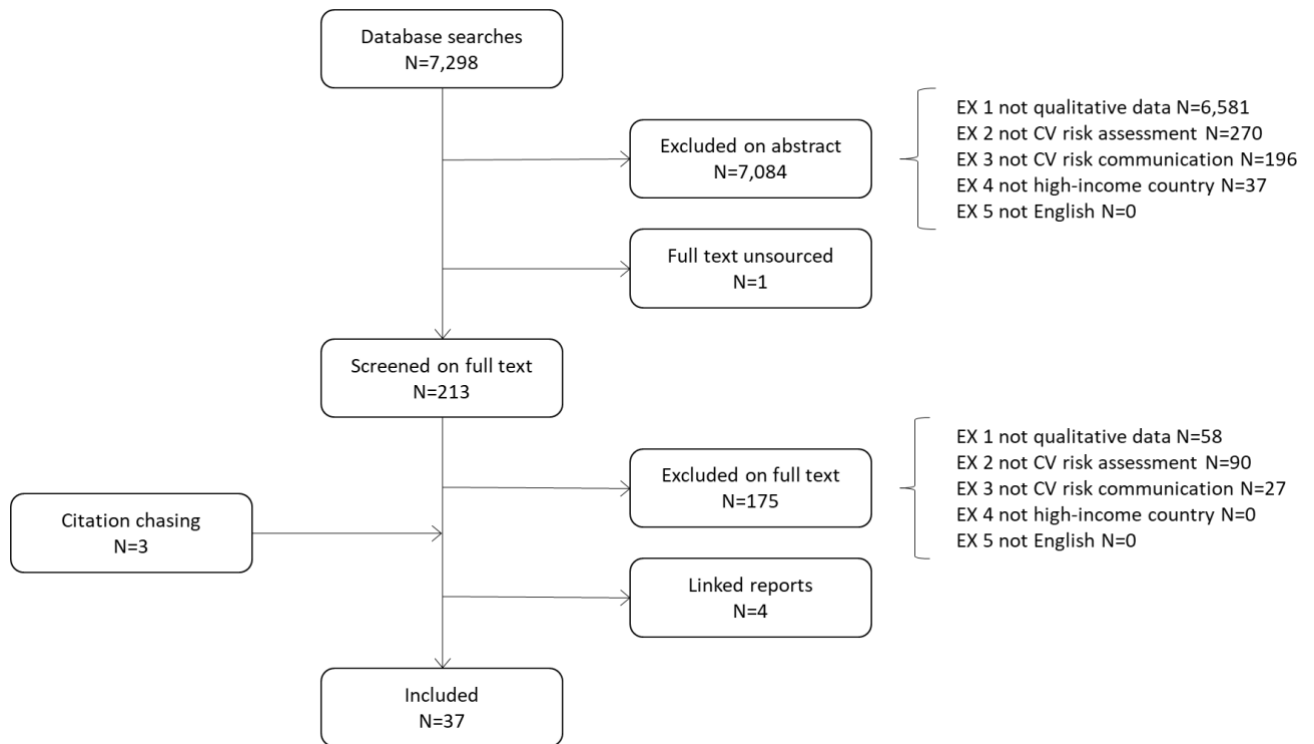 Database searches
N=7,298
Excluded on abstract
N=7,084
EX 1 not qualitative data N=6,581
EX 2 not CV risk assessment N=270
EX 3 not CV risk communication N=196
EX 4 not high-income country N=37
EX 5 not English N=0
Full text unsourced
N=1
Screened on full text
N=213
Excluded on full text
N=175
EX 1 not qualitative data N=58
EX 2 not CV risk assessment N=90
EX 3 not CV risk communication N=27
EX 4 not high-income country N=0
EX 5 not English N=0
Citation chasing
N=3
Linked reports
N=4
Included
N=37